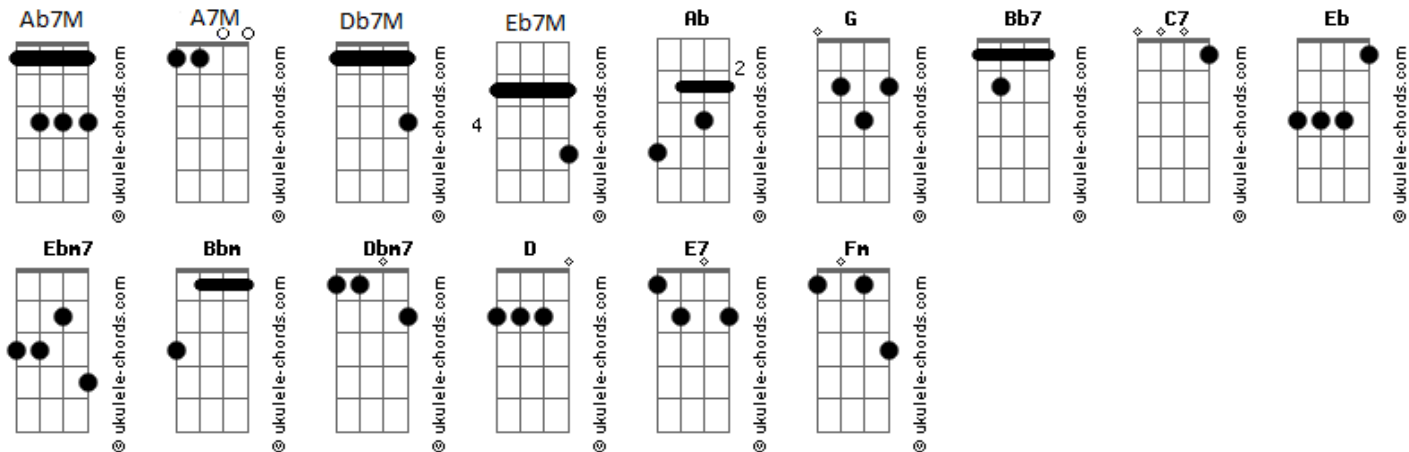 Ab7M A7M Db7M Eb7M Ab G Bb7 C7 Eb
2
4
© ukulele-chords.com © ukulele-chords.com © ukulele-chords.com © ukulele-chords.com © ukulele-chords.com © ukulele-chords.com © ukulele-chords.com © ukulele-chords.com © ukulele-chords.com
Ebm7 Bbm Dbm7 D E7 Fm
© ukulele-chords.com © ukulele-chords.com © ukulele-chords.com © ukulele-chords.com © ukulele-chords.com © ukulele-chords.com